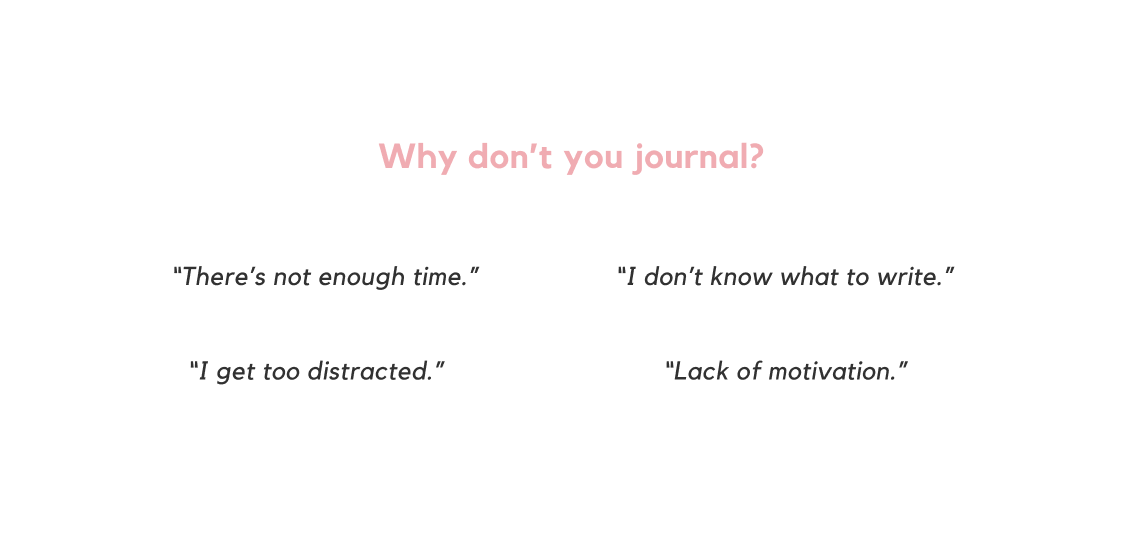 Why don’t you journal?
“There’s not enough time.”
“I don’t know what to write.”
“I get too distracted.”
“Lack of motivation.”